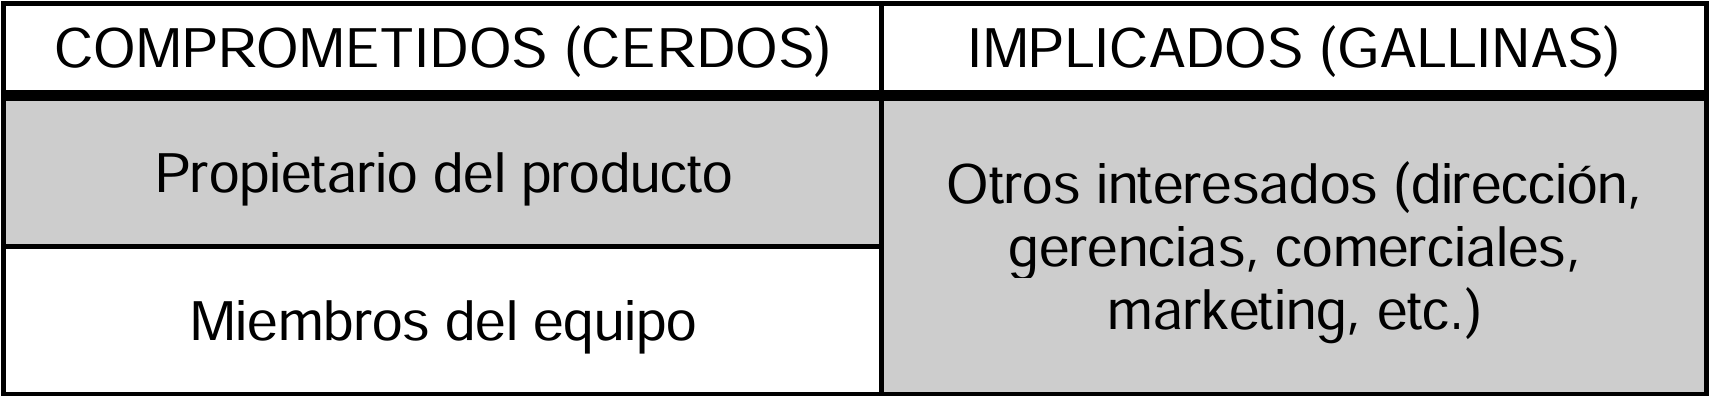 COMPROMETIDOS (CERDOS)
IMPLICADOS (GALLINAS)
Propietario del producto
Miembros del equipo
Otros interesados (dirección,
gerencias, comerciales,
marketing, etc.)